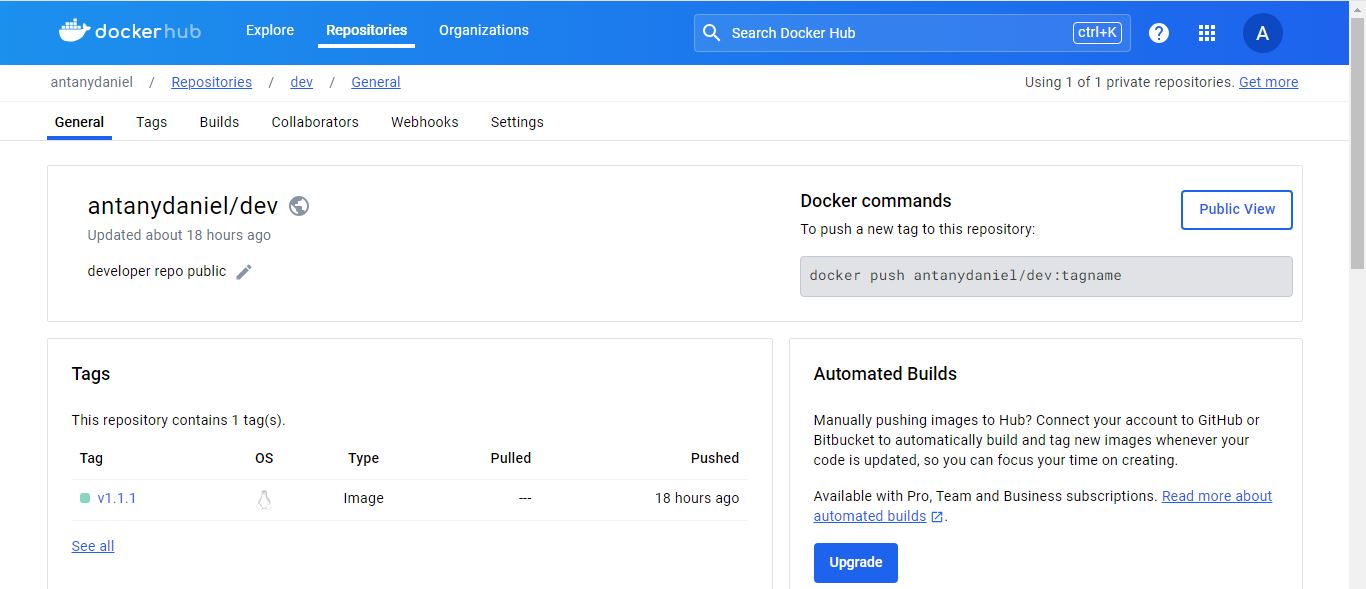 dockerhub
Explore
Repositories
Organizations
Search Docker Hub
ctrl+K
?
A
antanydaniel / Repositories / dev / General
Using 1 of 1 private repositories. Get more
General
Tags
Builds
Collaborators
Webhooks
Settings
antanydaniel/dev
Updated about 18 hours ago
developer repo public
Docker commands
Public View
To push a new tag to this repository:
docker push antanydaniel/dev:tagname
Tags
This repository contains 1 tag(s).
Tag OS Type Pulled Pushed
v1.1.1 Image --- 18 hours ago
See all
Automated Builds
Manually pushing images to Hub? Connect your account to GitHub or
Bitbucket to automatically build and tag new images whenever your
code is updated, so you can focus your time on creating.
Available with Pro, Team and Business subscriptions. Read more about
automated builds .
Upgrade